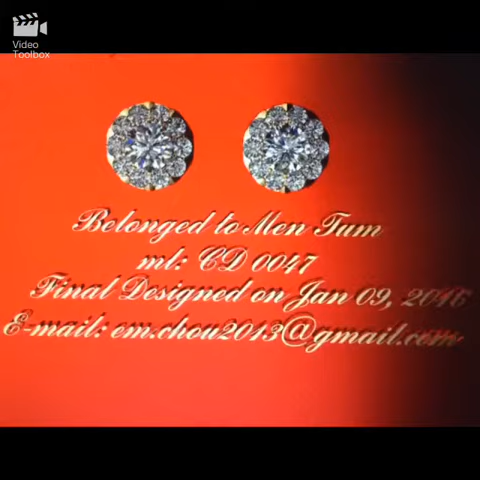 Video
Toolbox
Belonged to Men Tum
ml: CD 0047
Final Designed on Jan 09, 2016
E-mail: em.chou2013@gmail.com